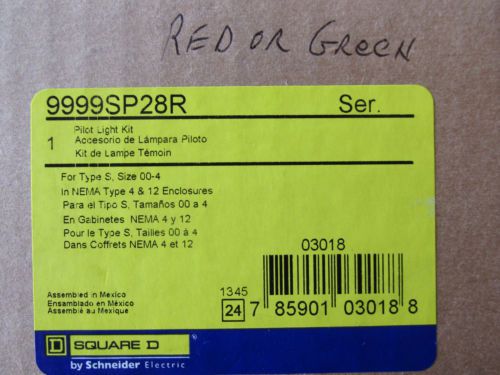 RED OR GREEN
9999SP28R Ser.
1
Pilot Light Kit
Accesorio de Lámpara Piloto
Kit de Lampe Témoin
For Type S, Size 00-4
In NEMA Type 4 & 12 Enclosures
Para el Tipo S, Tamaños 00 a 4
En Gabinetes NEMA 4 y 12
Pour le Type S, Tailles 00 à 4
Dans Coffrets NEMA 4 et 12
03018
Assembled in Mexico
Ensamblado en México
Assemblé au Mexique
1345
24
7 85901 03018 8
D SQUARE D
by Schneider Electric